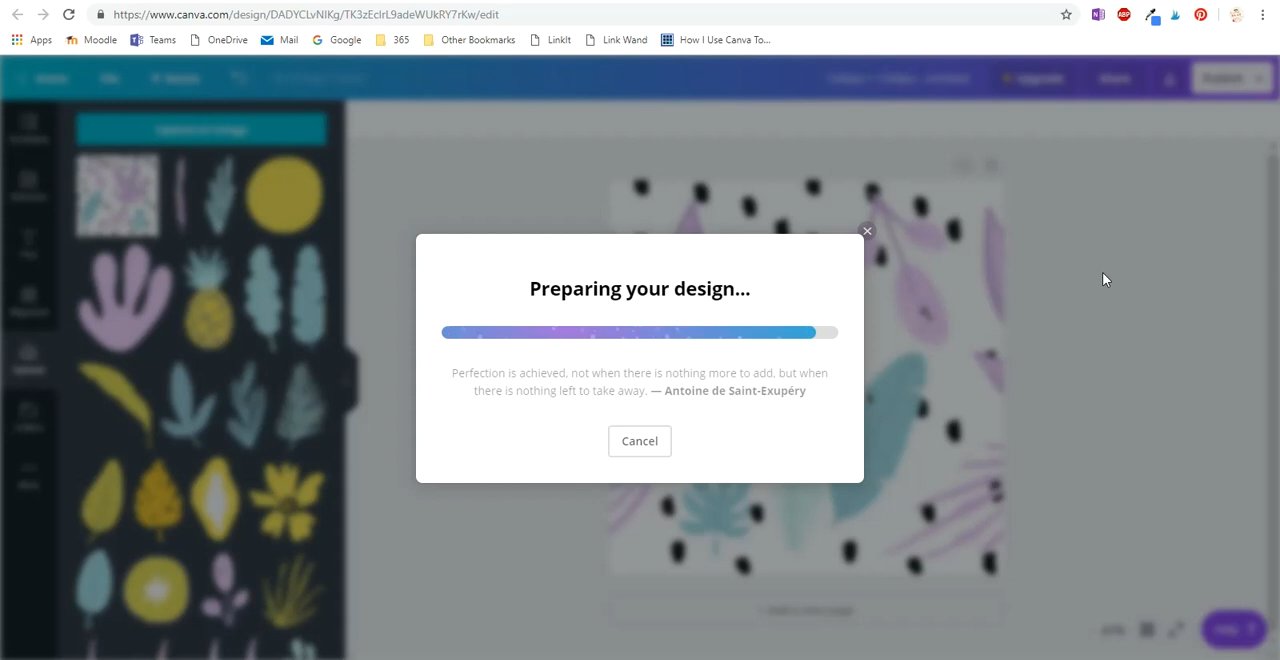 https://www.canva.com/design/DADYCLvNIKg/TK3zEclrL9adeWUkRY7rKw/edit
Apps Moodle Teams OneDrive Mail Google 365 Other Bookmarks LinkIt Link Wand How I Use Canva To...
Upgrade
Share
Preparing your design...
Perfection is achieved, not when there is nothing more to add, but when
there is nothing left to take away. — Antoine de Saint-Exupéry
Cancel